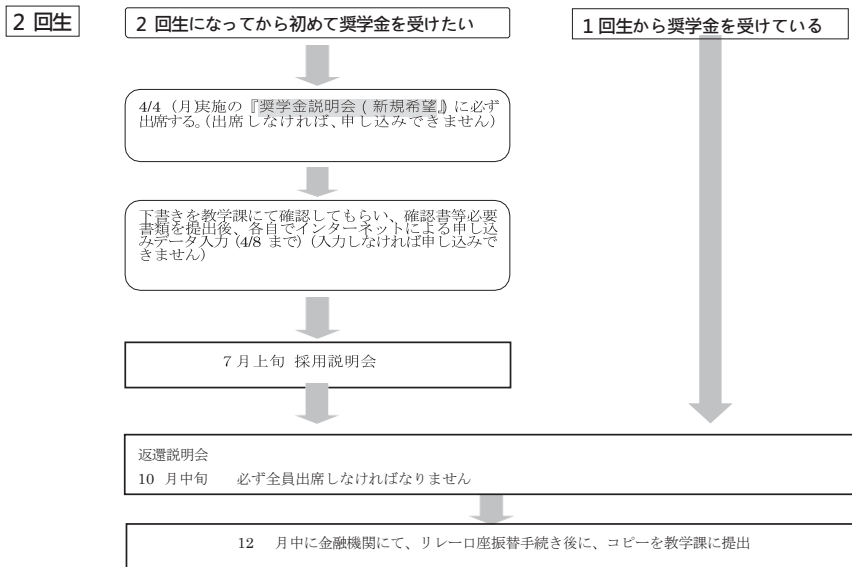 2 回生
2 回生になってから初めて奨学金を受けたい
1回生から奨学金を受けている
4/4 (月)実施の『奨学金説明会 ( 新規希望』) に必ず
出席する。(出席しなければ、申し込みできません)
下書きを教学課にて確認してもらい、確認書等必要
書類を提出後、各自でインターネットによる申し込
みデータ入力 (4/8 まで) (入力しなければ申し込みで
きません)
7 月上旬 採用説明会
返還説明会
10 月中旬 必ず全員出席しなければなりません
12 月中に金融機関にて、リレー口座振替手続き後に、コピーを教学課に提出